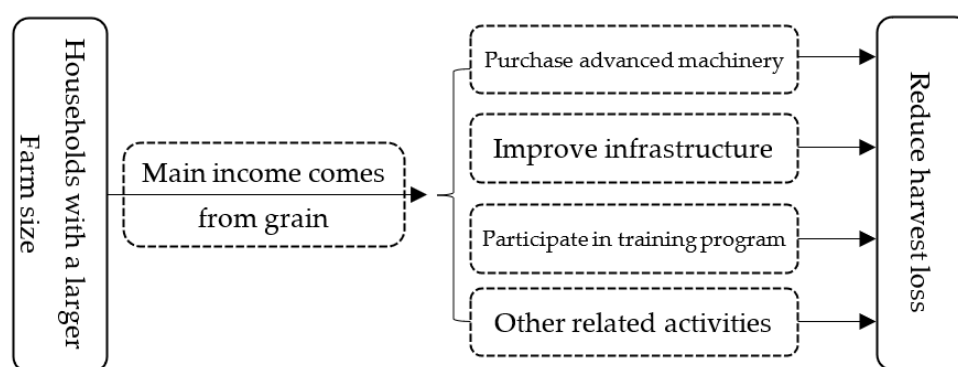 Households with a larger
Farm size
Main income comes
from grain
Purchase advanced machinery
Improve infrastructure
Participate in training program
Other related activities
Reduce harvest loss